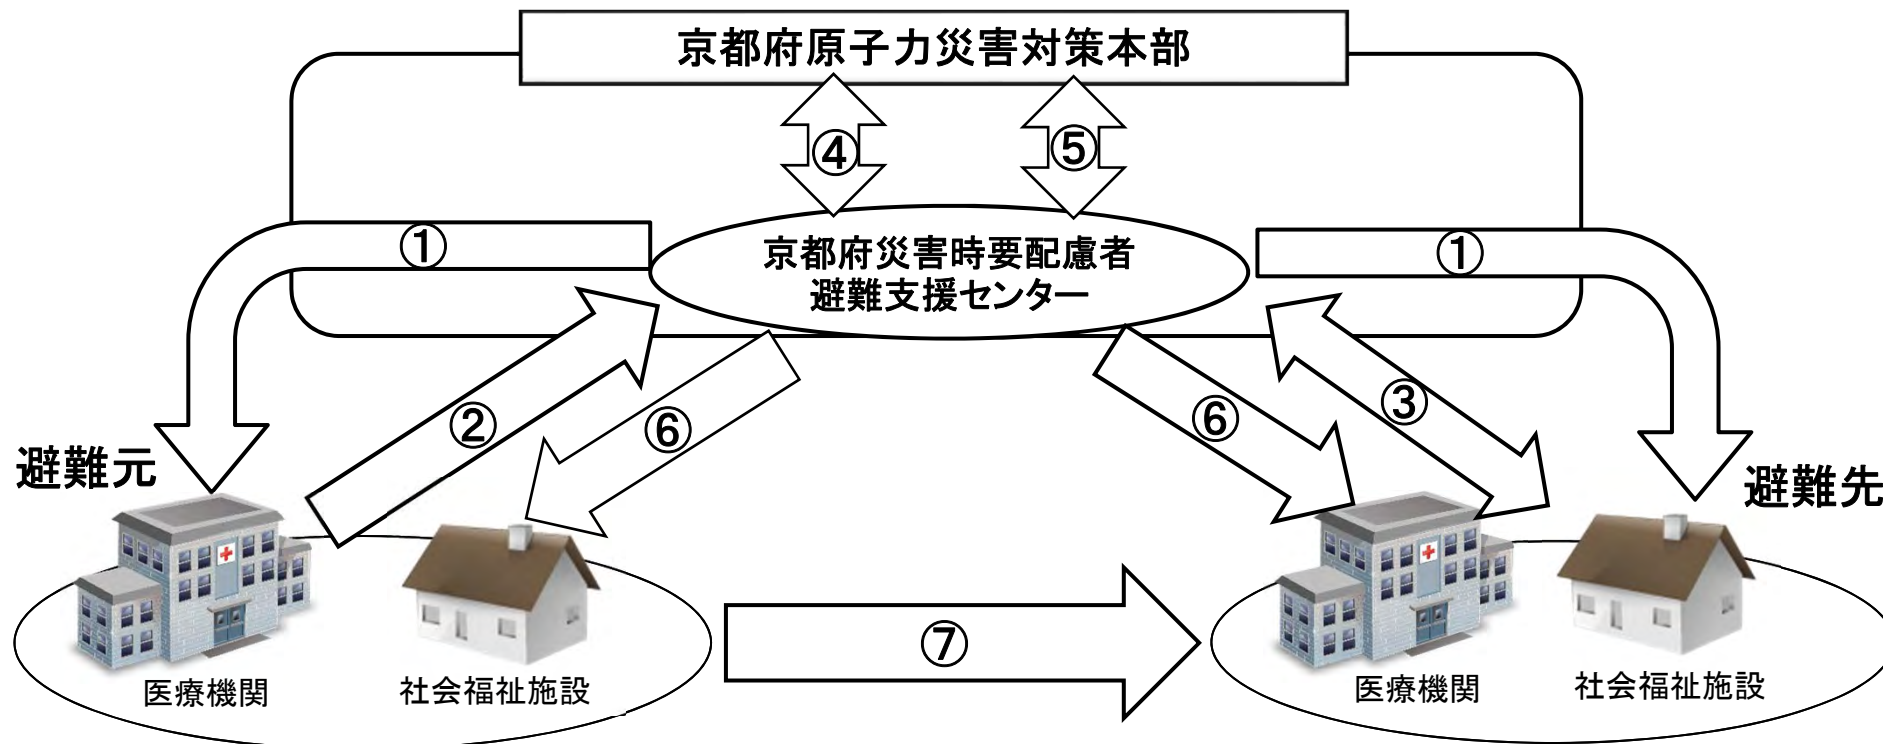 京都府原子力災害対策本部
④
⑤
①
京都府災害時要配慮者
避難支援センター
①
②
⑥
⑥
③
避難元
避難先
⑦
医療機関
社会福祉施設
医療機関
社会福祉施設